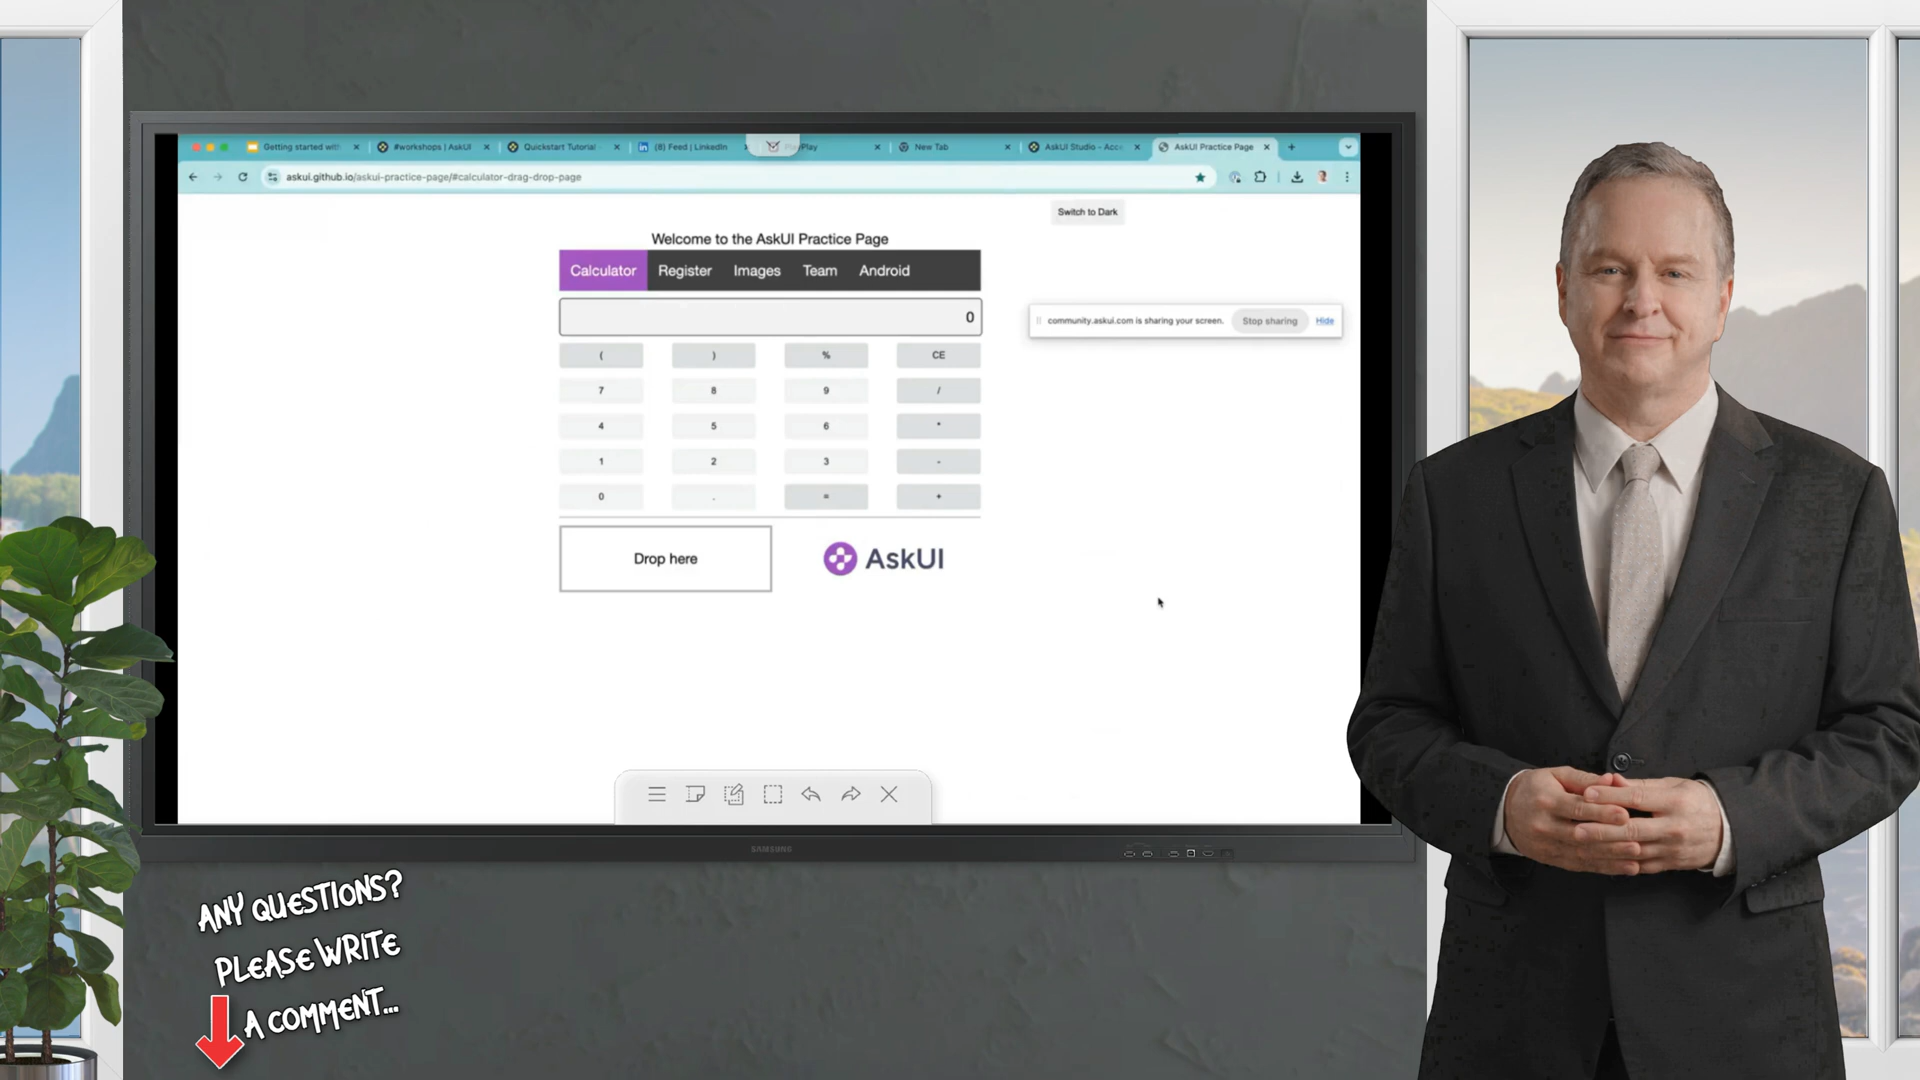 Getting started with
#workshops | AskUI
Quickstart Tutorial -
(8) Feed | LinkedIn
Play
New Tab
AskUI Studio - Acce
AskUI Practice Page
askui.github.io/askui-practice-page/#calculator-drag-drop-page
Switch to Dark
Welcome to the AskUI Practice Page
Calculator Register Images Team Android
0
community.askui.com is sharing your screen. Stop sharing Hide
( ) % CE
7 8 9 /
4 5 6 *
1 2 3 -
0 . = +
Drop here
AskUI
SAMSUNG
ANY QUESTIONS?
PLEASE WRITE
A COMMENT...